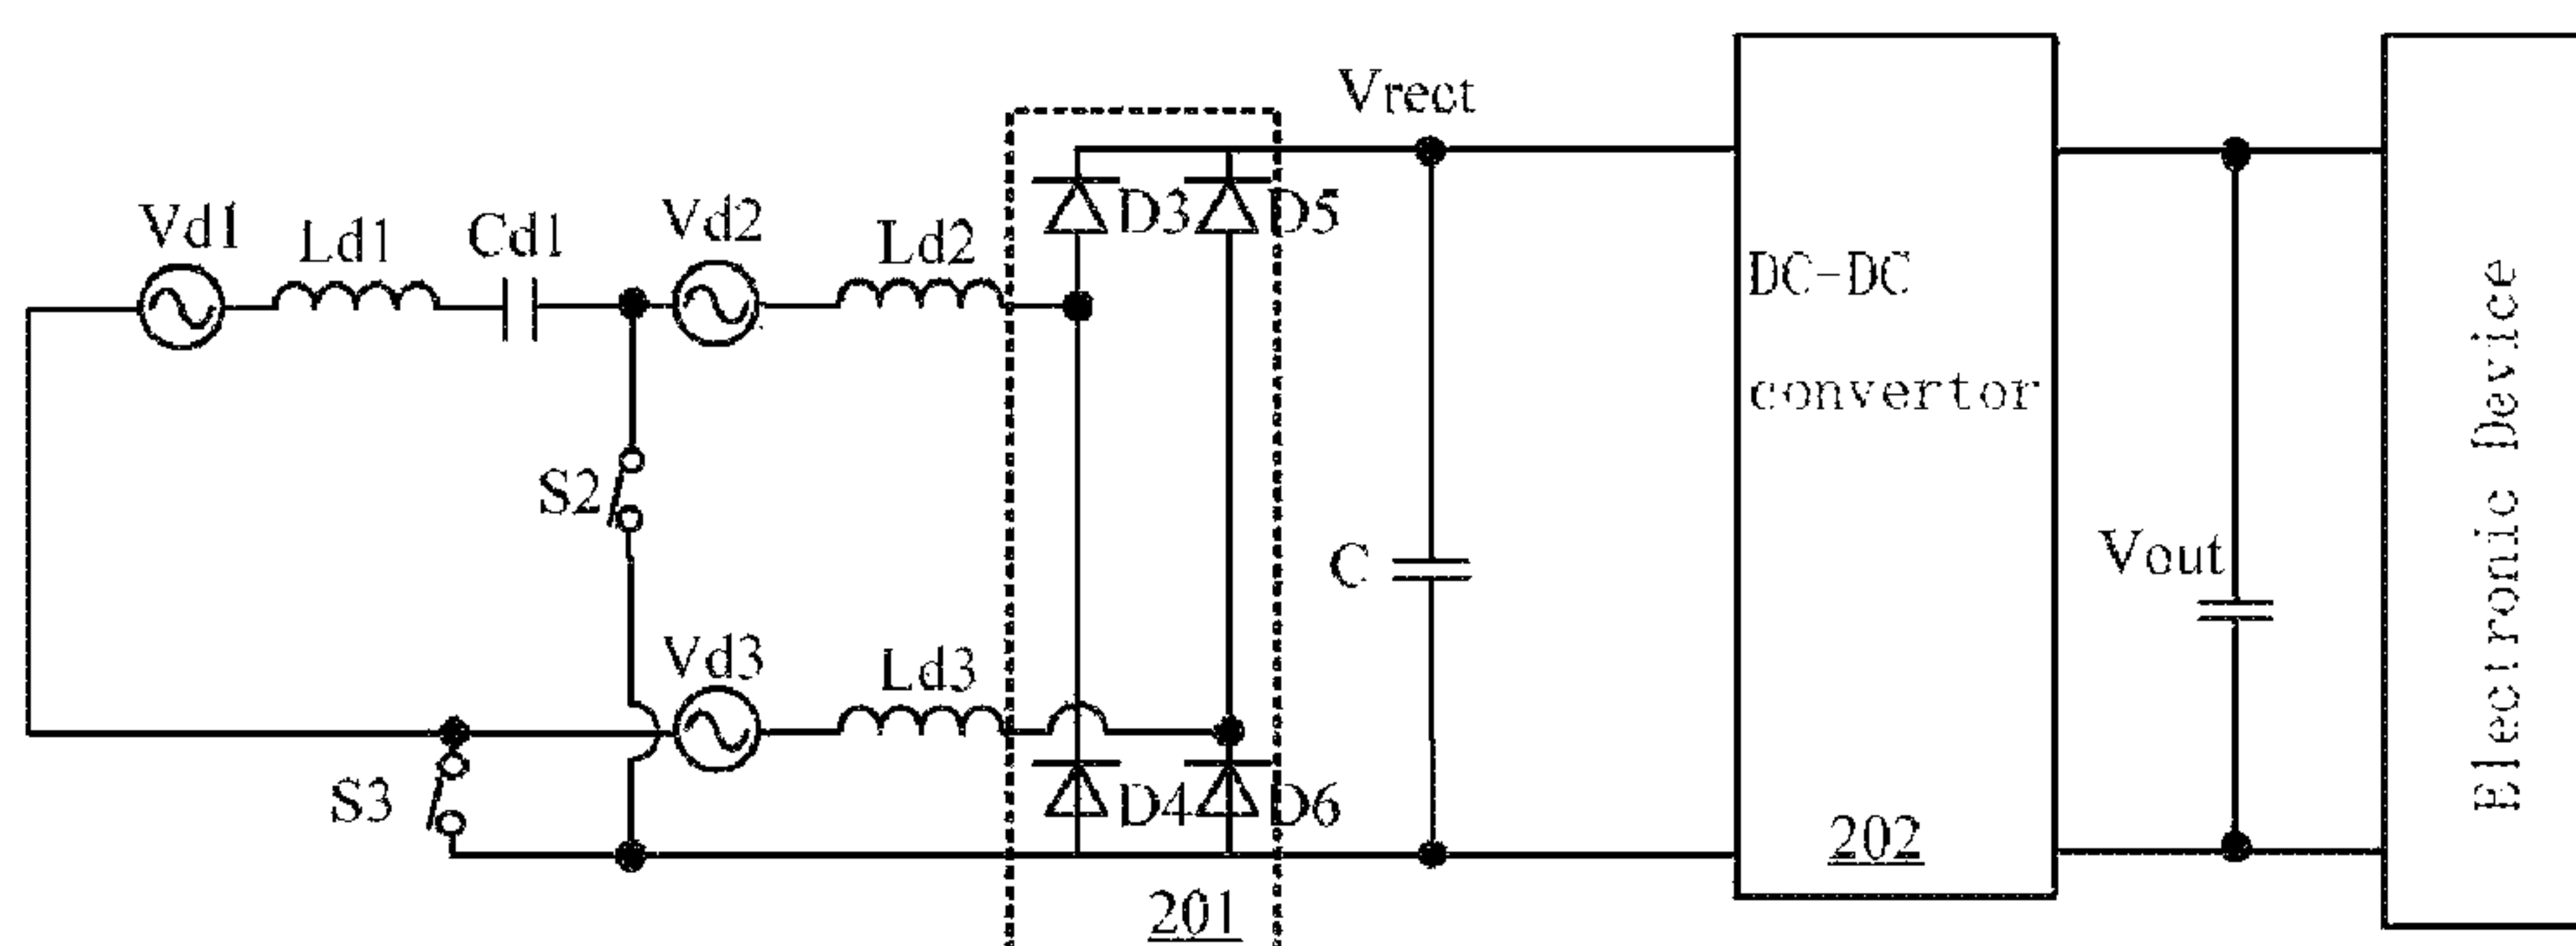 Vrect
Vd1
Ld1
Cd1
Vd2
Ld2
D3
D5
DC-DC
convertor
S2
C
Vout
Electronic Device
Vd3
Ld3
S3
D4
D6
202
201